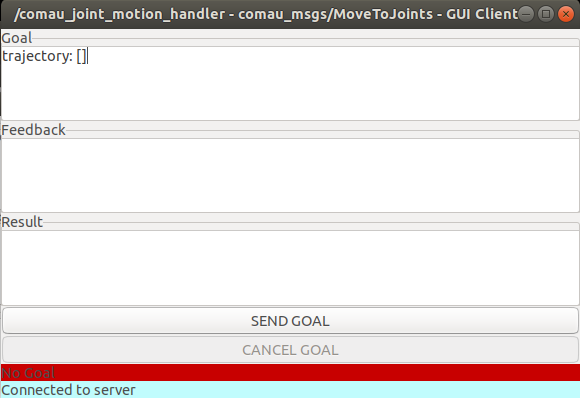 /comau_joint_motion_handler - comau_msgs/MoveToJoints - GUI Client
Goal
trajectory: []
Feedback
Result
SEND GOAL
CANCEL GOAL
No Goal
Connected to server